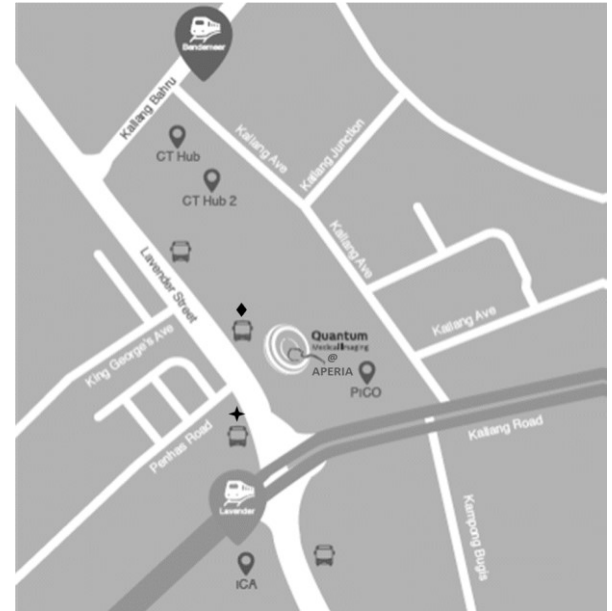 Bendemeer
Kallang Bahru
CT Hub
Kallang Ave
Kallang Junction
CT Hub 2
Lavender Street
Kallang Ave
Quantum
Medical Imaging
@
APERIA
Kallang Ave
King George's Ave
PICO
Penhas Road
Kallang Road
Lavender
Kampong Bugis
ICA